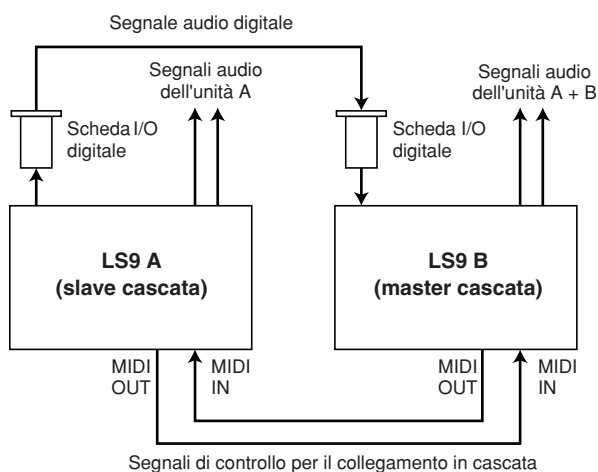 Segnale audio digitale
Segnali audio
dell'unità A
Segnali audio
dell'unità A + B
Scheda I/O
digitale
Scheda I/O
digitale
LS9 A
(slave cascata)
LS9 B
(master cascata)
MIDI
OUT
MIDI
IN
MIDI
OUT
MIDI
IN
Segnali di controllo per il collegamento in cascata